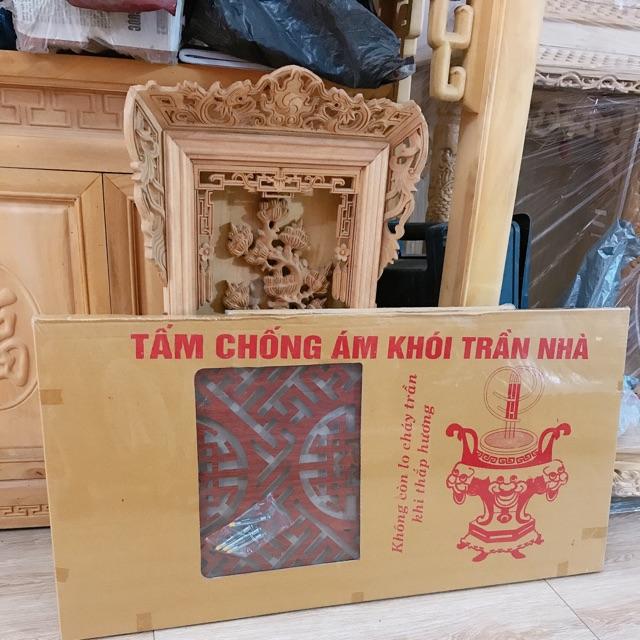 TẤM CHỐNG ÁM KHÓI TRẦN NHÀ
Không còn lo cháy trần
khi thắp hương